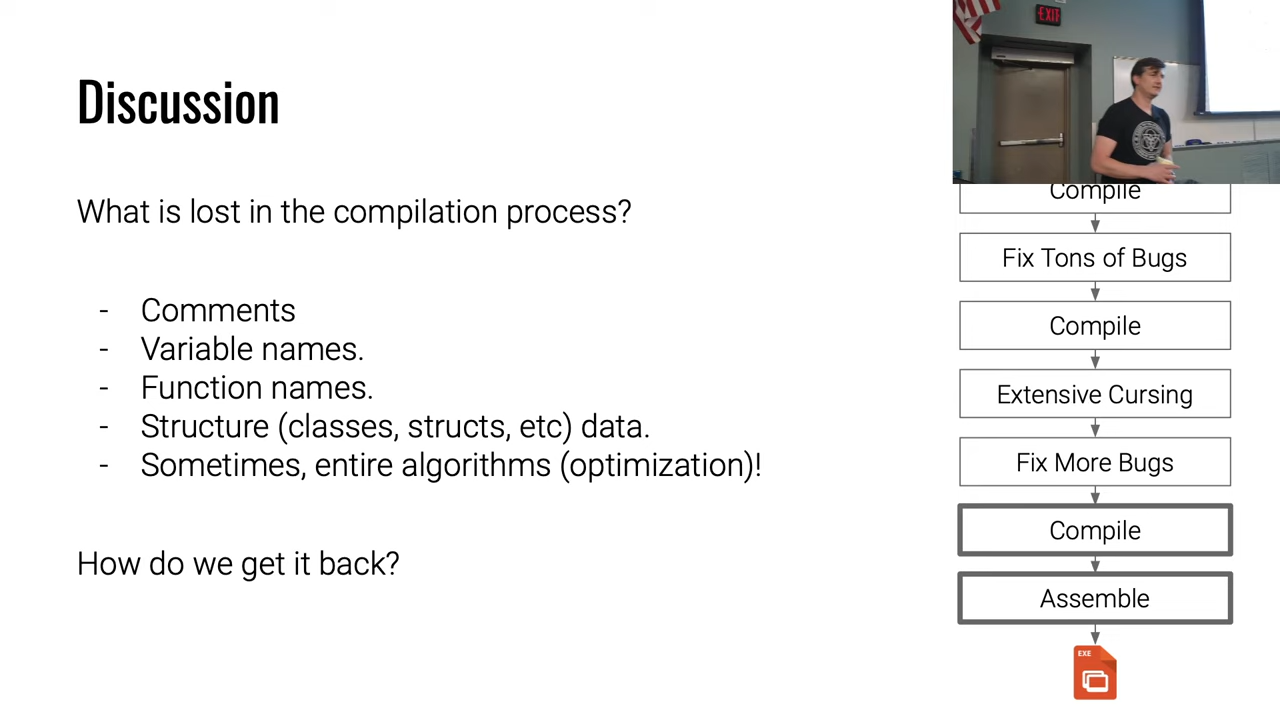 EXIT
Discussion
What is lost in the compilation process?
- Comments
- Variable names.
- Function names.
- Structure (classes, structs, etc) data.
- Sometimes, entire algorithms (optimization)!
How do we get it back?
Compile
Fix Tons of Bugs
Compile
Extensive Cursing
Fix More Bugs
Compile
Assemble
EXE